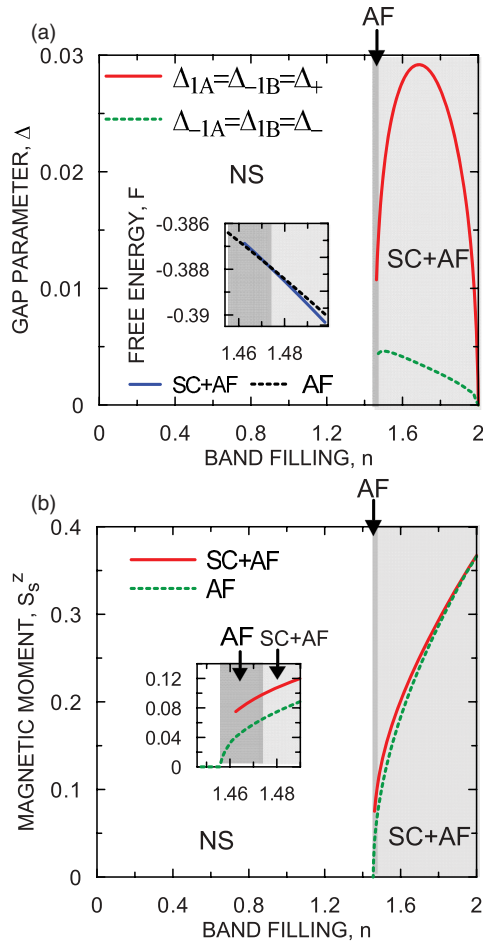 AF
(a)
0.03
0.02
0.01
0
GAP PARAMETER, Δ
Δ₁A=Δ₋₁B=Δ₊
Δ₋₁A=Δ₁B=Δ₋
NS
SC+AF
FREE ENERGY, F
-0.386
-0.388
-0.39
1.46 1.48
SC+AF AF
0 0.4 0.8 1.2 1.6 2
BAND FILLING, n
AF
(b)
0.4
0.3
0.2
0.1
0
MAGNETIC MOMENT, Sₛᶻ
SC+AF
AF
AF SC+AF
0.12
0.08
0.04
0
1.46 1.48
NS
SC+AF
0 0.4 0.8 1.2 1.6 2
BAND FILLING, n